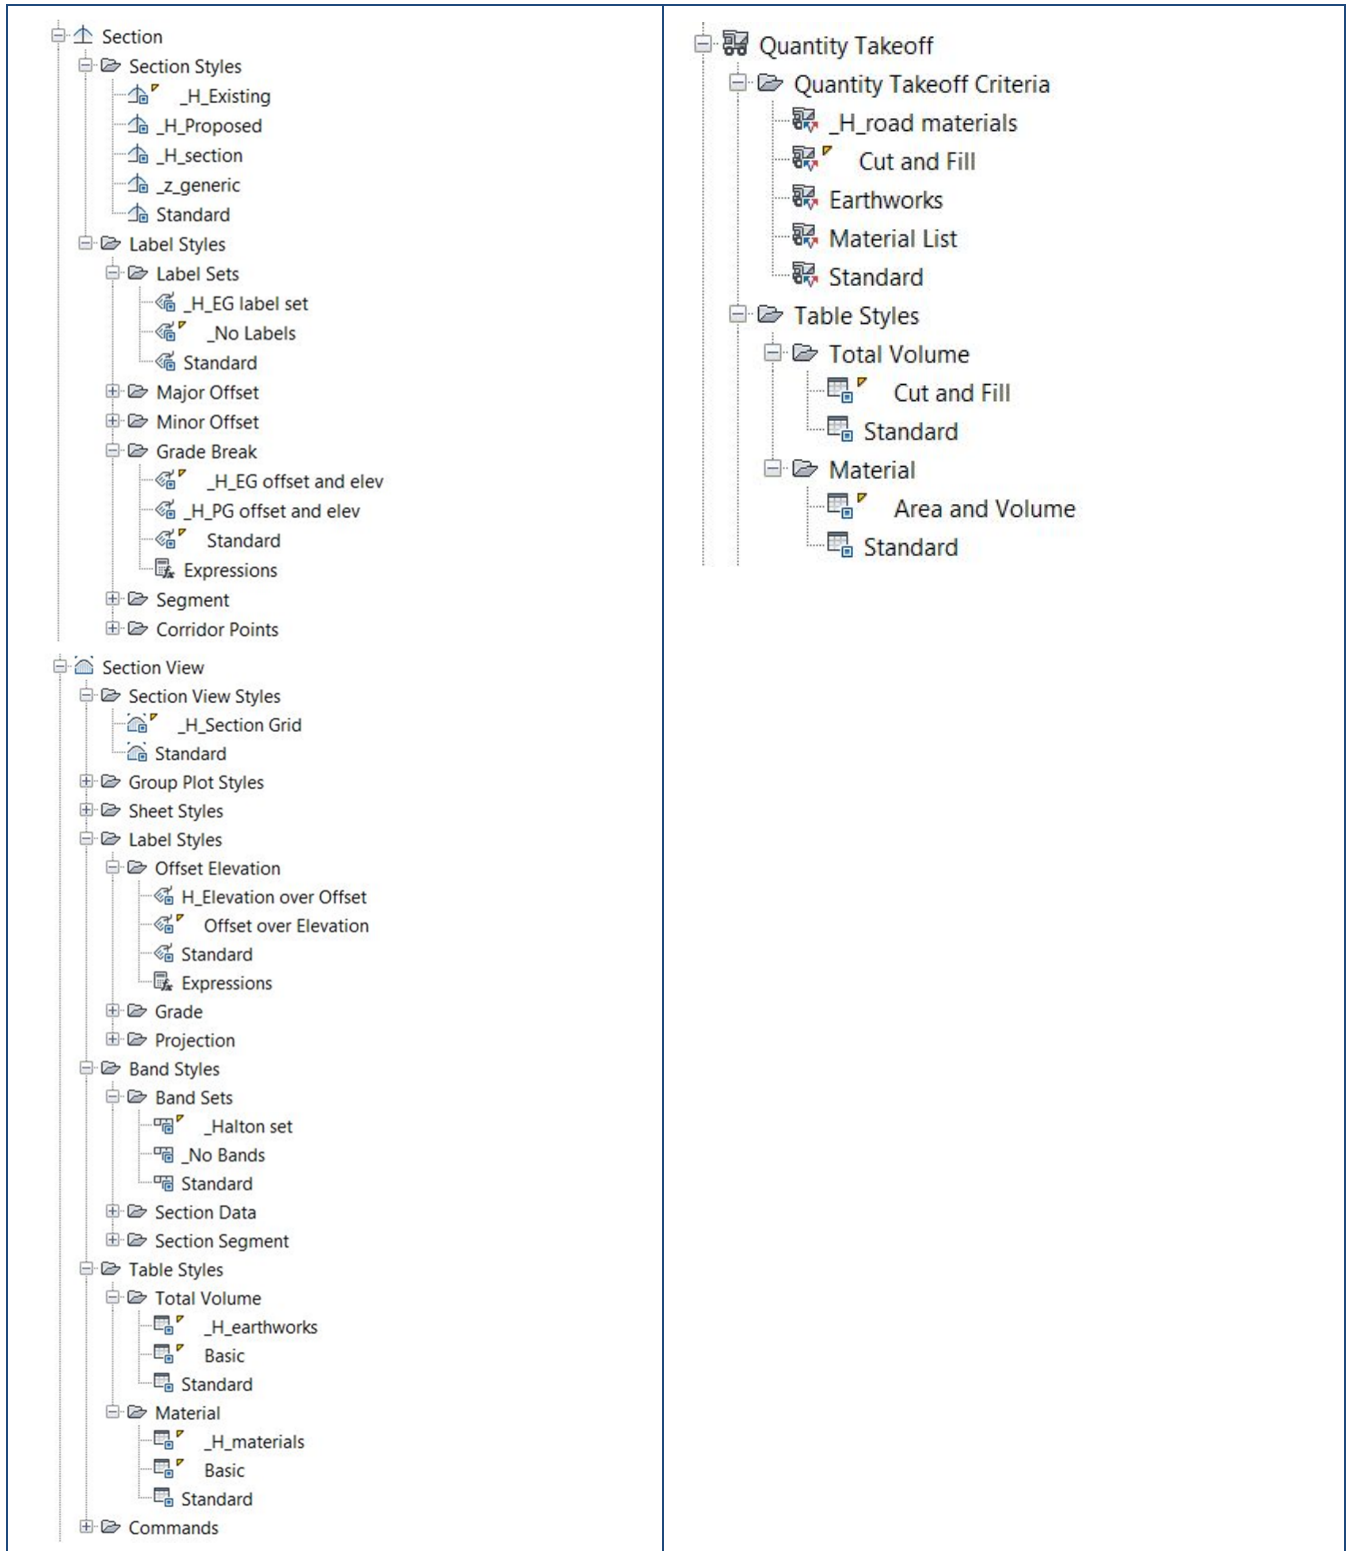 Section
Section Styles
_H_Existing
_H_Proposed
_H_section
_z_generic
Standard
Label Styles
Label Sets
_H_EG label set
_No Labels
Standard
Major Offset
Minor Offset
Grade Break
_H_EG offset and elev
_H_PG offset and elev
Standard
Expressions
Segment
Corridor Points
Section View
Section View Styles
_H_Section Grid
Standard
Group Plot Styles
Sheet Styles
Label Styles
Offset Elevation
H_Elevation over Offset
Offset over Elevation
Standard
Expressions
Grade
Projection
Band Styles
Band Sets
_Halton set
_No Bands
Standard
Section Data
Section Segment
Table Styles
Total Volume
_H_earthworks
Basic
Standard
Material
_H_materials
Basic
Standard
Commands
Quantity Takeoff
Quantity Takeoff Criteria
_H_road materials
Cut and Fill
Earthworks
Material List
Standard
Table Styles
Total Volume
Cut and Fill
Standard
Material
Area and Volume
Standard